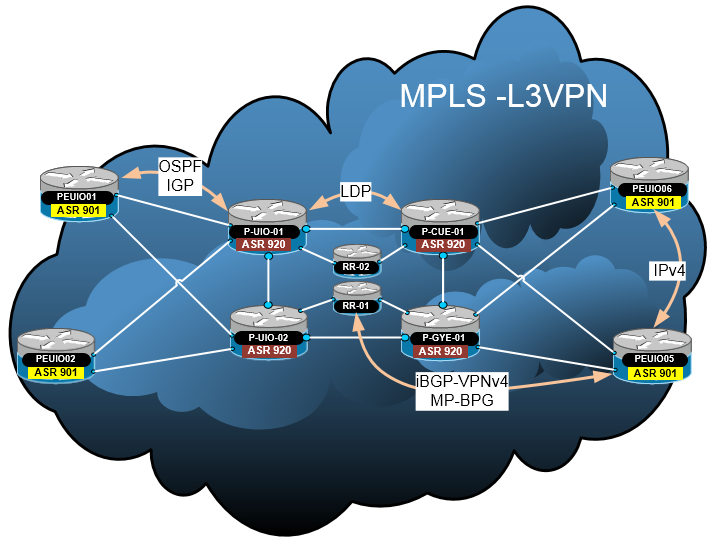 MPLS -L3VPN
OSPF
IGP
LDP
PEUIO01
ASR 901
PEUIO06
ASR 901
P-UIO-01
ASR 920
P-CUE-01
ASR 920
RR-02
IPv4
RR-01
P-UIO-02
ASR 920
P-GYE-01
ASR 920
PEUIO02
ASR 901
PEUIO05
ASR 901
iBGP-VPNv4
MP-BPG